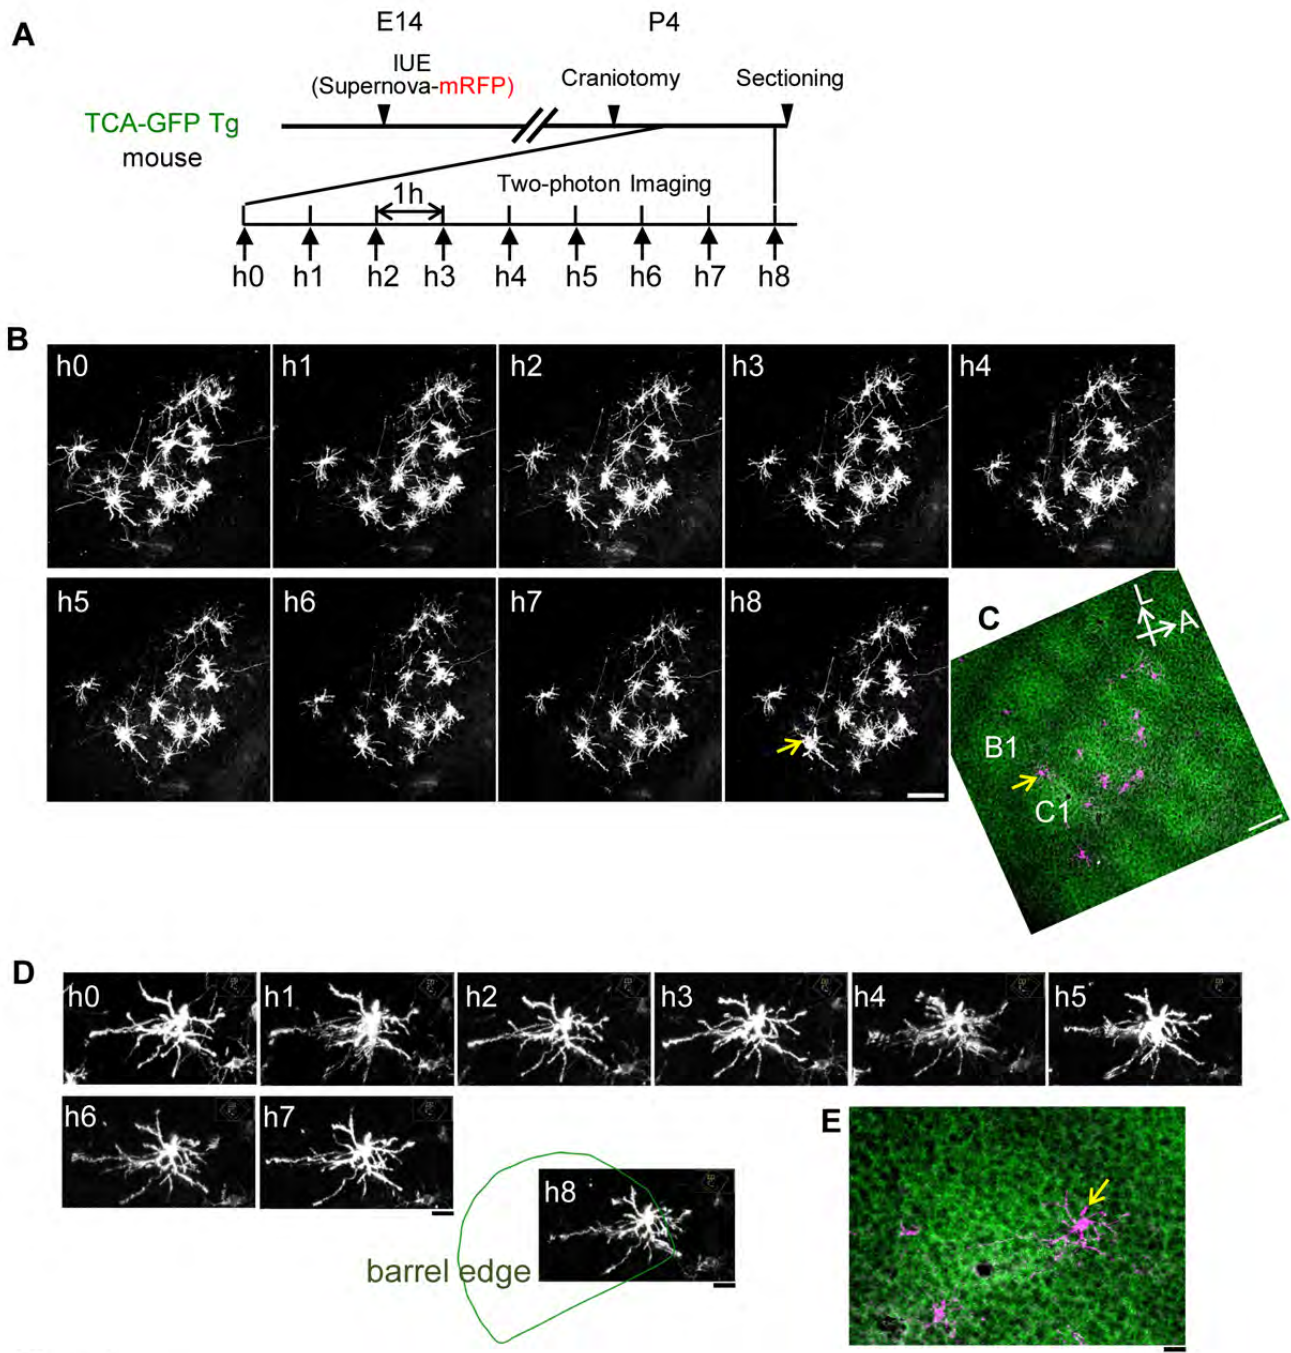 A
E14
P4
IUE
(Supernova-mRFP)
Craniotomy
Sectioning
TCA-GFP Tg
mouse
Two-photon Imaging
1h
h0 h1 h2 h3 h4 h5 h6 h7 h8
B
h0 h1 h2 h3 h4
h5 h6 h7 h8
C
L
A
B1
C1
D
h0 h1 h2 h3 h4 h5
h6 h7
h8
barrel edge
E